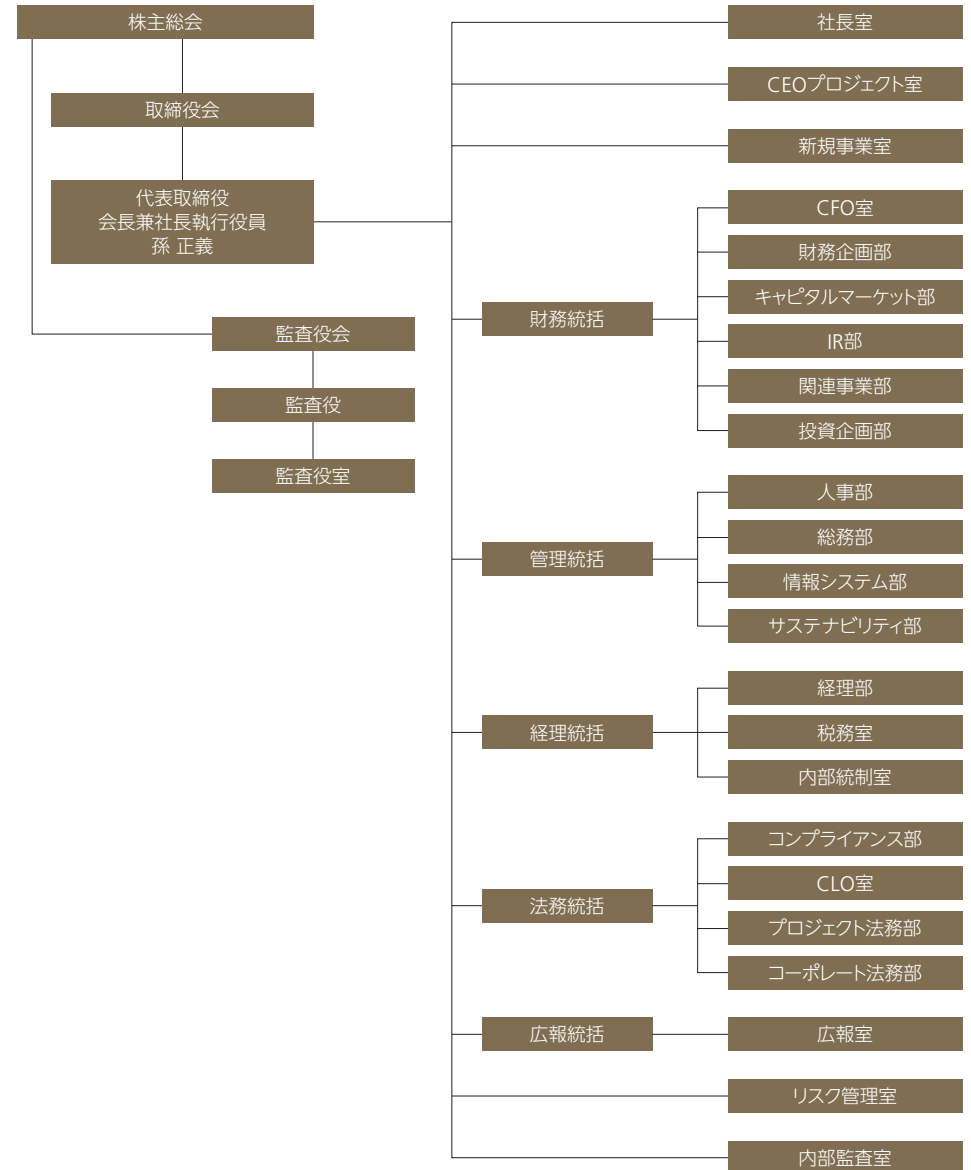 株主総会
取締役会
代表取締役
会長兼社長執行役員
孫 正義
監査役会
監査役
監査役室
社長室
CEOプロジェクト室
新規事業室
財務統括
CFO室
財務企画部
キャピタルマーケット部
IR部
関連事業部
投資企画部
管理統括
人事部
総務部
情報システム部
サステナビリティ部
経理統括
経理部
税務室
内部統制室
法務統括
コンプライアンス部
CLO室
プロジェクト法務部
コーポレート法務部
広報統括
広報室
リスク管理室
内部監査室